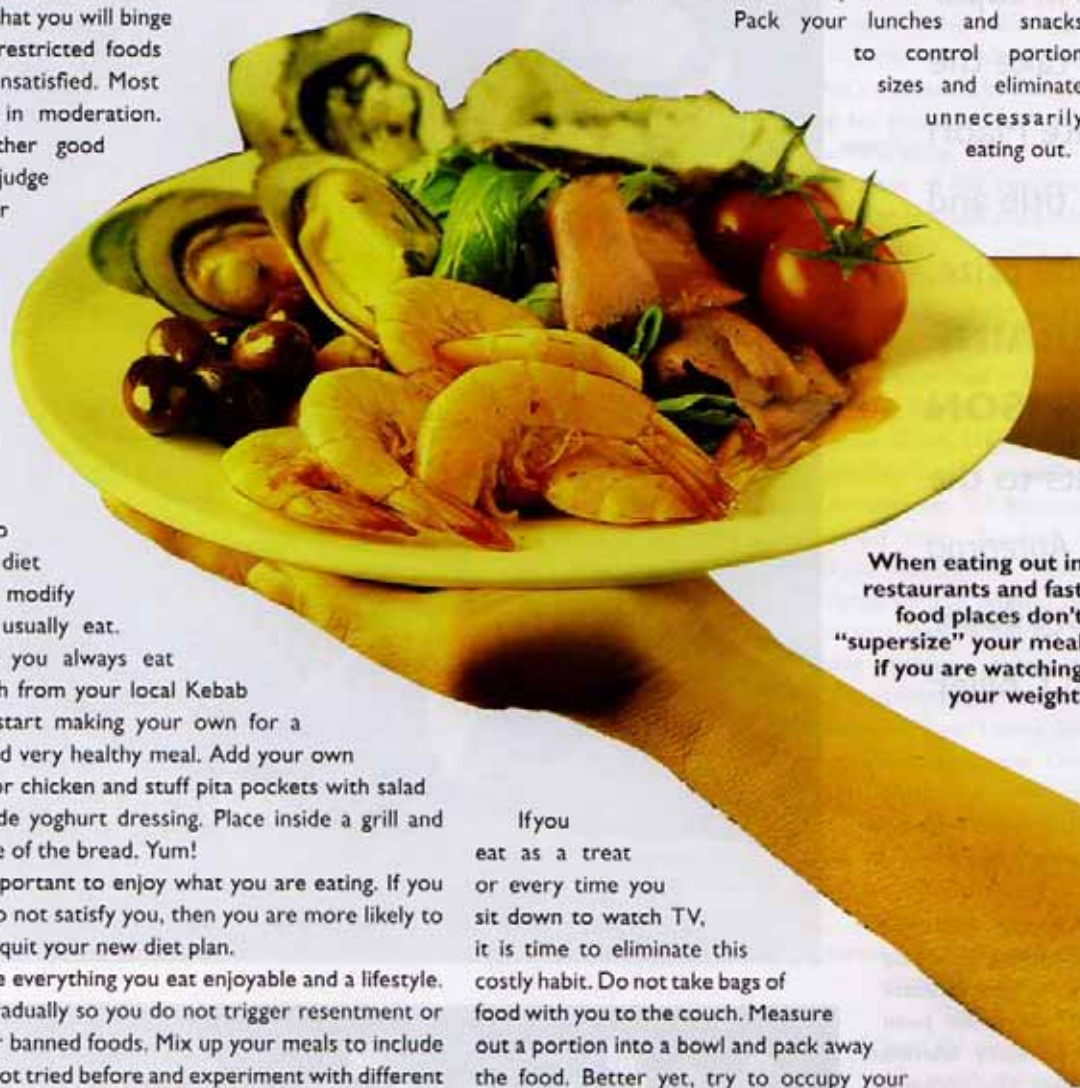 hat you will binge
restricted foods
nsatisfied. Most
in moderation.
ther good
judge
r
o
diet
modify
usually eat.
you always eat
h from your local Kebab
start making your own for a
d very healthy meal. Add your own
or chicken and stuff pita pockets with salad
de yoghurt dressing. Place inside a grill and
e of the bread. Yum!
portant to enjoy what you are eating. If you
o not satisfy you, then you are more likely to
quit your new diet plan.
e everything you eat enjoyable and a lifestyle.
radually so you do not trigger resentment or
r banned foods. Mix up your meals to include
ot tried before and experiment with different
Ifyou
eat as a treat
or every time you
sit down to watch TV,
it is time to eliminate this
costly habit. Do not take bags of
food with you to the couch. Measure
out a portion into a bowl and pack away
the food. Better yet, try to occupy your
Pack your lunches and snacks
to control portion
sizes and eliminate
unnecessarily
eating out.
When eating out in
restaurants and fast
food places don't
"supersize" your meal
if you are watching
your weight